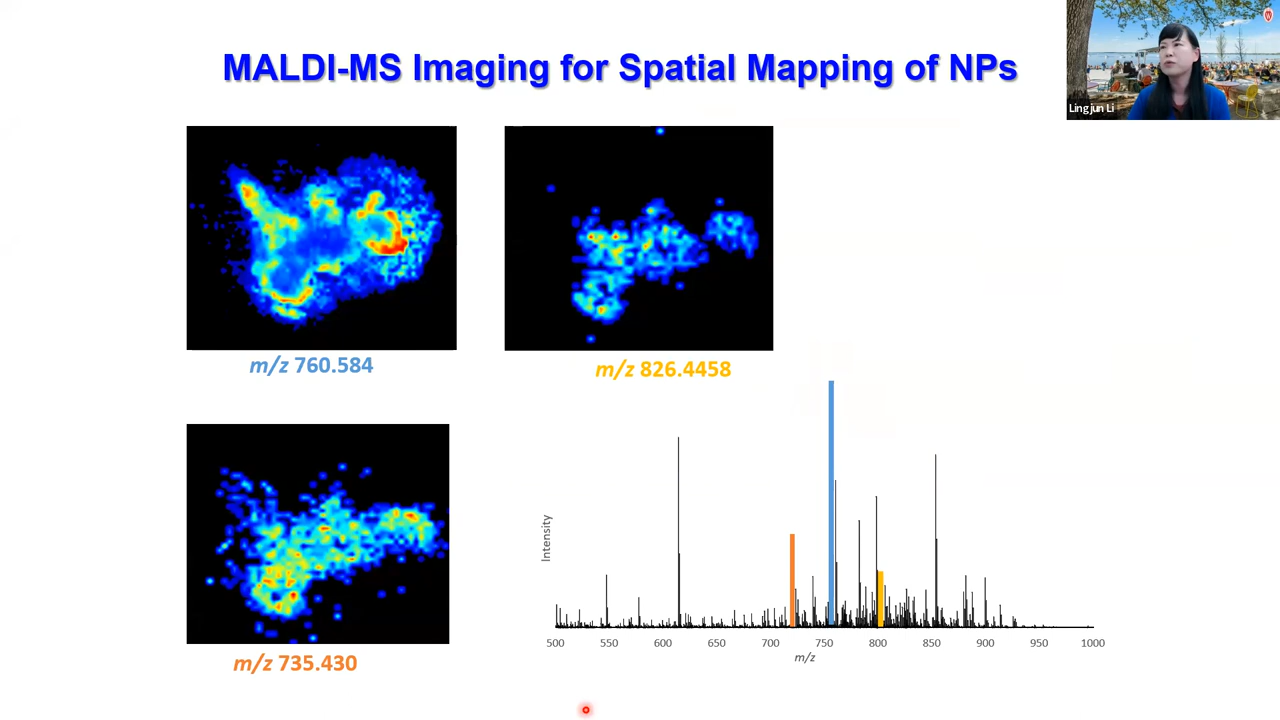 MALDI-MS Imaging for Spatial Mapping of NPs
Lingjun Li
m/z 760.584
m/z 826.4458
m/z 735.430
Intensity
500 550 600 650 700 750 800 850 900 950 1000
m/z